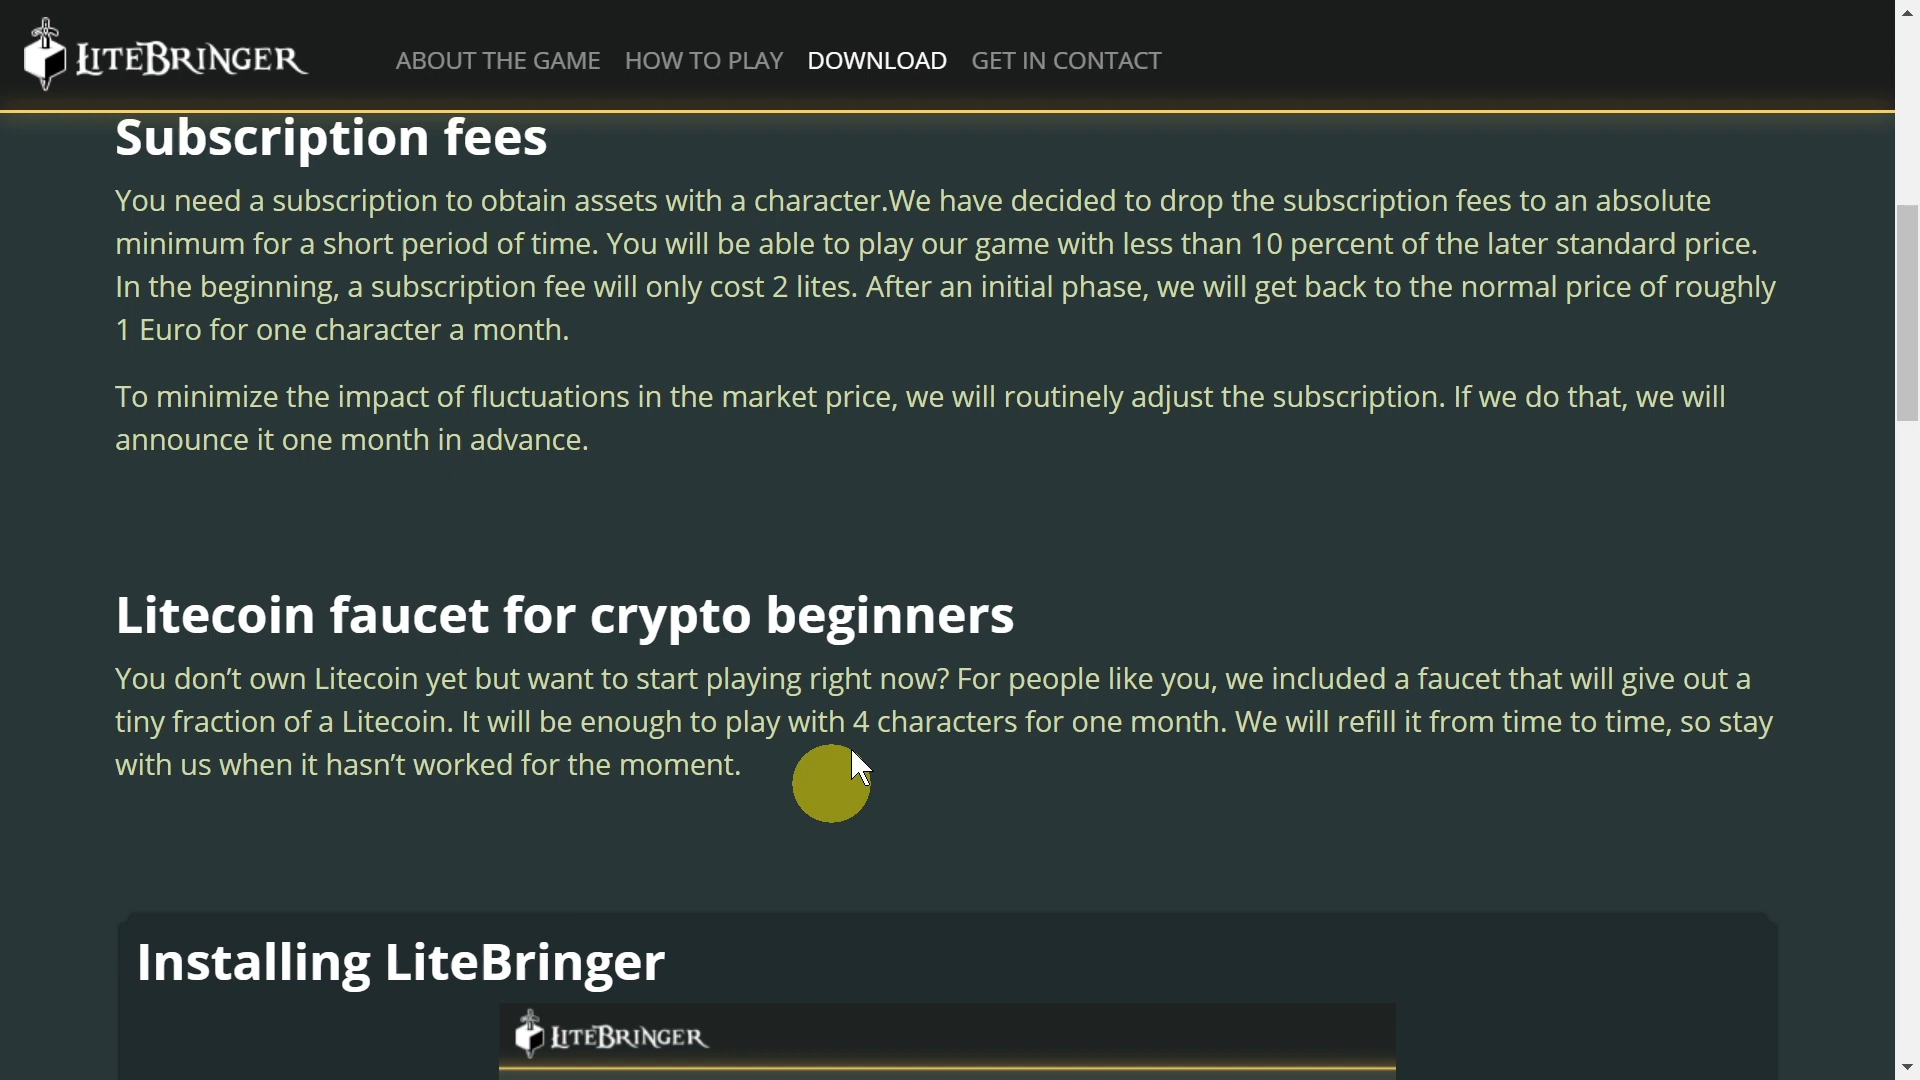 LITEBRINGER
ABOUT THE GAME HOW TO PLAY DOWNLOAD GET IN CONTACT
Subscription fees
You need a subscription to obtain assets with a character.We have decided to drop the subscription fees to an absolute
minimum for a short period of time. You will be able to play our game with less than 10 percent of the later standard price.
In the beginning, a subscription fee will only cost 2 lites. After an initial phase, we will get back to the normal price of roughly
1 Euro for one character a month.
To minimize the impact of fluctuations in the market price, we will routinely adjust the subscription. If we do that, we will
announce it one month in advance.
Litecoin faucet for crypto beginners
You don’t own Litecoin yet but want to start playing right now? For people like you, we included a faucet that will give out a
tiny fraction of a Litecoin. It will be enough to play with 4 characters for one month. We will refill it from time to time, so stay
with us when it hasn’t worked for the moment.
Installing LiteBringer
LITEBRINGER